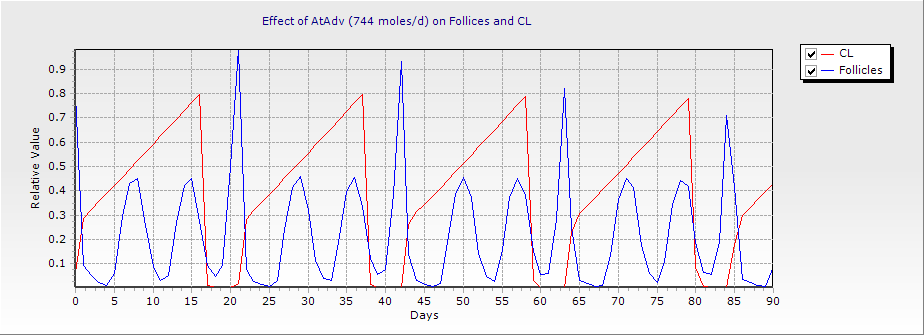 Effect of AtAdv (744 moles/d) on Follices and CL
CL
Follicles
Relative Value
0.9
0.8
0.7
0.6
0.5
0.4
0.3
0.2
0.1
0 5 10 15 20 25 30 35 40 45 50 55 60 65 70 75 80 85 90
Days